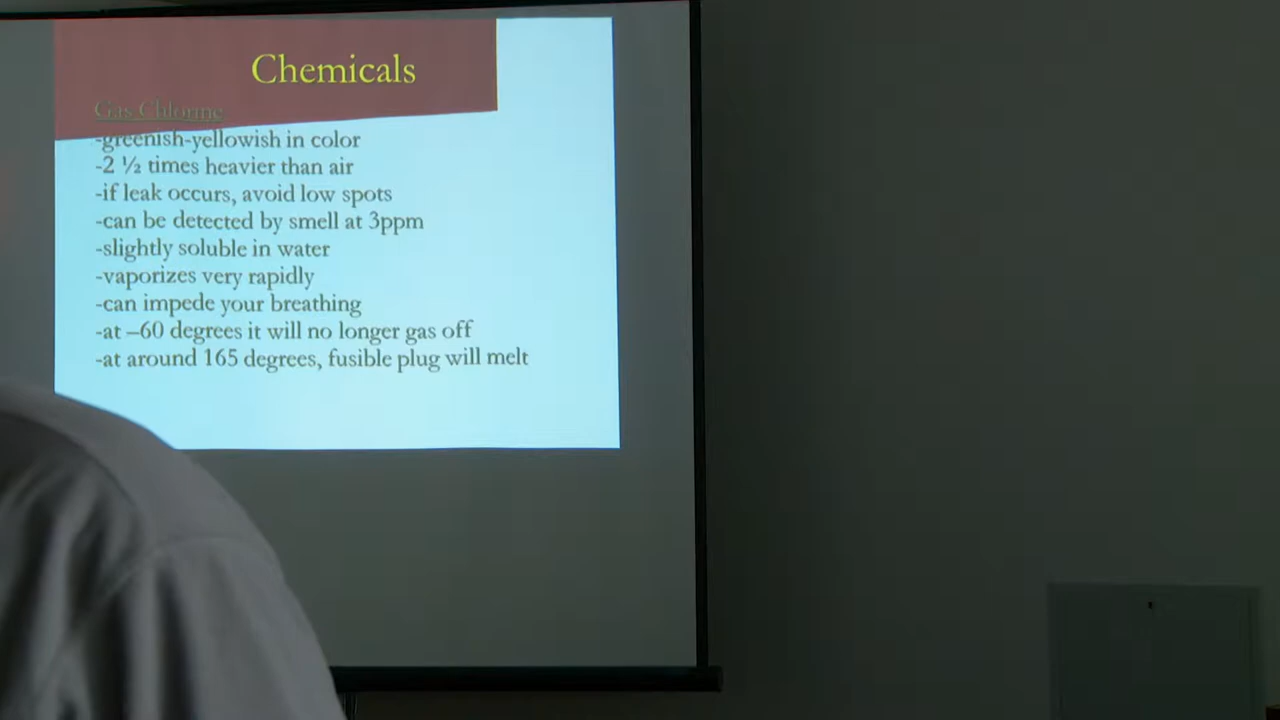 Chemicals
Gas Chlorine
-greenish-yellowish in color
-2 ½ times heavier than air
-if leak occurs, avoid low spots
-can be detected by smell at 3ppm
-slightly soluble in water
-vaporizes very rapidly
-can impede your breathing
-at –60 degrees it will no longer gas off
-at around 165 degrees, fusible plug will melt